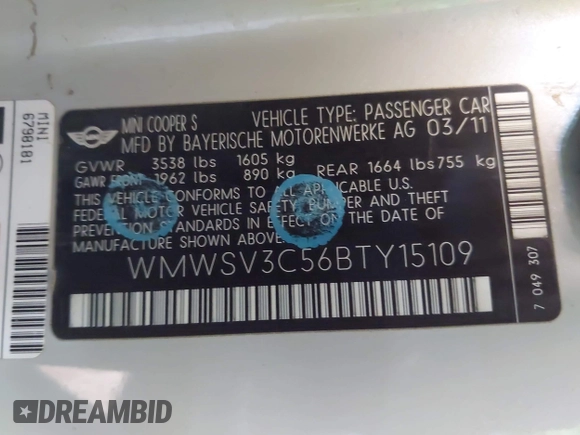 MINI COOPER S VEHICLE TYPE: PASSENGER CAR
MFD BY BAYERISCHE MOTORENWERKE AG 03/11
GVWR 3538 lbs 1605 kg
GAWR FRONT 1962 lbs 890 kg REAR 1664 lbs 755 kg
THIS VEHICLE CONFORMS TO ALL APPLICABLE U.S.
FEDERAL MOTOR VEHICLE SAFETY, BUMPER AND THEFT
PREVENTION STANDARDS IN EFFECT ON THE DATE OF
MANUFACTURE SHOWN ABOVE.
WMWSV3C56BTY15109
7 049 307
MINI
6798181
DREAMBID